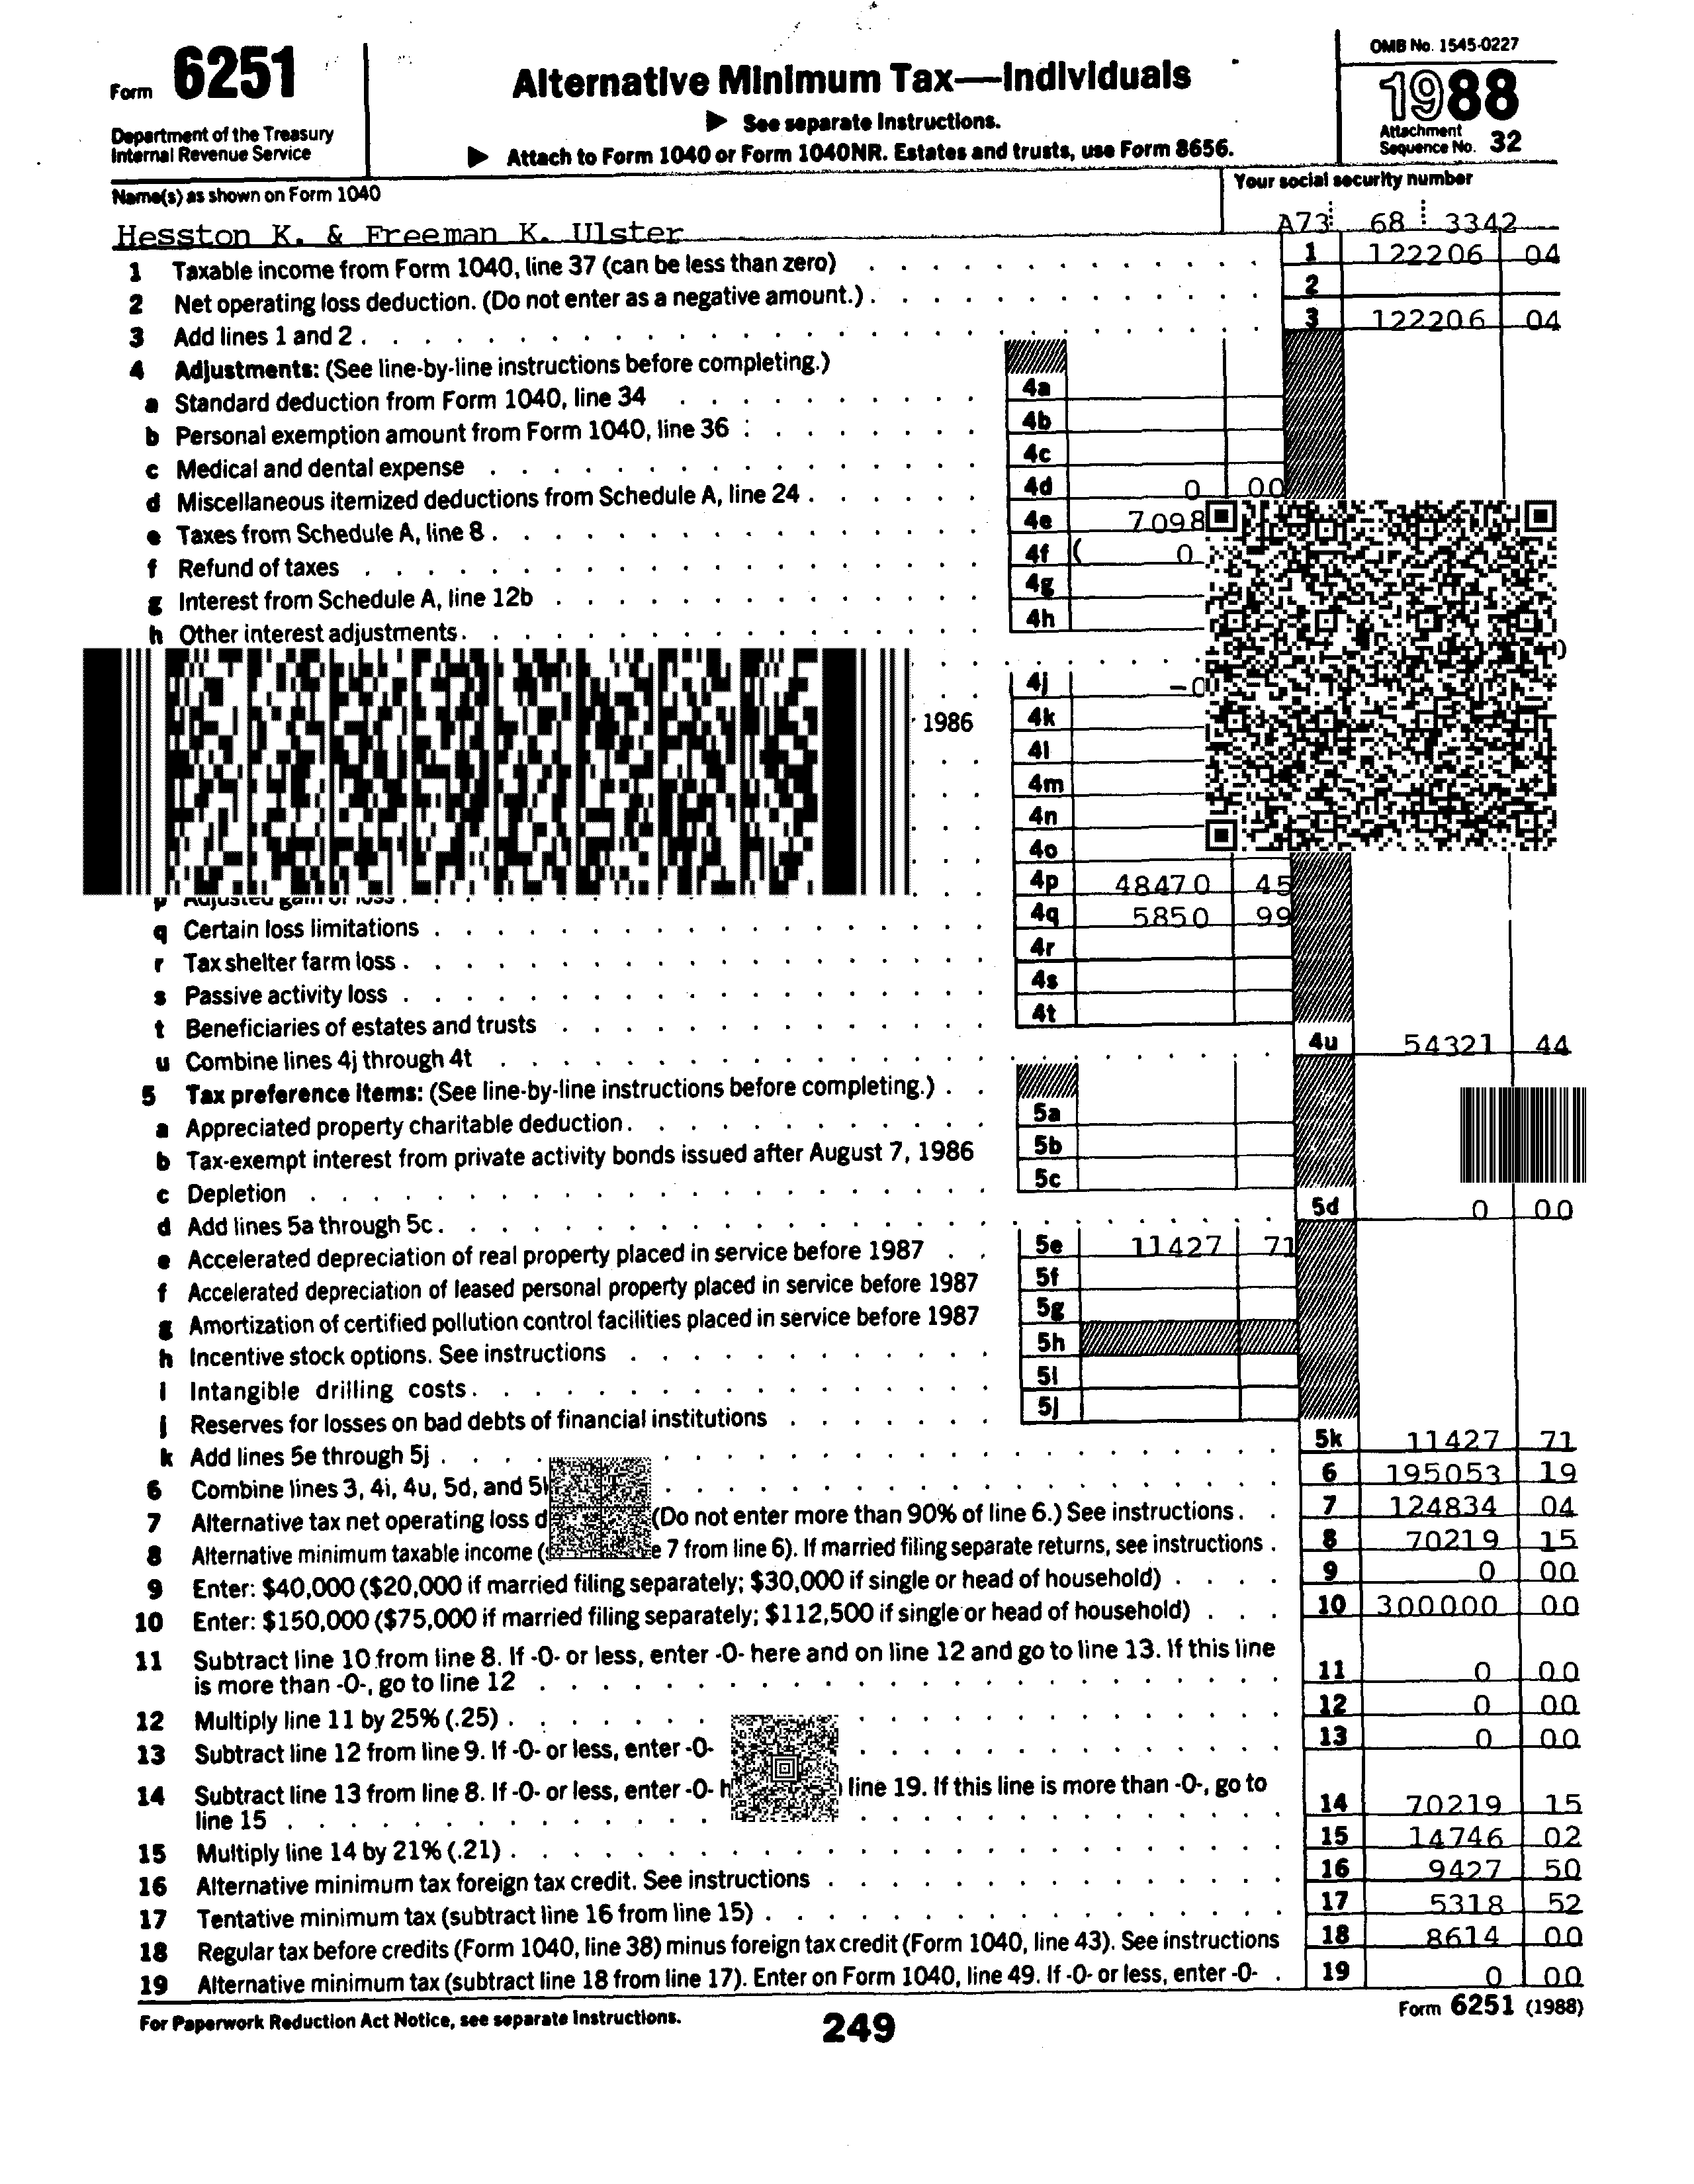 Form 6251
Department of the Treasury
Internal Revenue Service
Alternative Minimum Tax—Individuals
▶ See separate Instructions.
▶ Attach to Form 1040 or Form 1040NR. Estates and trusts, use Form 8656.
OMB No. 1545-0227
1988
Attachment
Sequence No. 32
Name(s) as shown on Form 1040
Your social security number
Hesston K. & Freeman K. Ulster A73 68 3342
1 Taxable income from Form 1040, line 37 (can be less than zero) 1 122206 04
2 Net operating loss deduction. (Do not enter as a negative amount.) 2
3 Add lines 1 and 2 3 122206 04
4 Adjustments: (See line-by-line instructions before completing.)
a Standard deduction from Form 1040, line 34 4a
b Personal exemption amount from Form 1040, line 36 4b
c Medical and dental expense 4c
d Miscellaneous itemized deductions from Schedule A, line 24 4d 0 00
e Taxes from Schedule A, line 8 4e 7098
f Refund of taxes 4f ( 0
g Interest from Schedule A, line 12b 4g
h Other interest adjustments 4h
4j -0
1986 4k
4l
4m
4n
4o
p Adjusted gain or loss 4p 48470 45
q Certain loss limitations 4q 5850 99
r Tax shelter farm loss 4r
s Passive activity loss 4s
t Beneficiaries of estates and trusts 4t
u Combine lines 4j through 4t 4u 54321 44
5 Tax preference items: (See line-by-line instructions before completing.)
a Appreciated property charitable deduction 5a
b Tax-exempt interest from private activity bonds issued after August 7, 1986 5b
c Depletion 5c
d Add lines 5a through 5c 5d 0 00
e Accelerated depreciation of real property placed in service before 1987 5e 11427 71
f Accelerated depreciation of leased personal property placed in service before 1987 5f
g Amortization of certified pollution control facilities placed in service before 1987 5g
h Incentive stock options. See instructions 5h
i Intangible drilling costs 5i
j Reserves for losses on bad debts of financial institutions 5j
k Add lines 5e through 5j 5k 11427 71
6 Combine lines 3, 4i, 4u, 5d, and 6 195053 19
7 Alternative tax net operating loss (Do not enter more than 90% of line 6.) See instructions 7 124834 04
8 Alternative minimum taxable income 7 from line 6). If married filing separate returns, see instructions 8 70219 15
9 Enter: $40,000 ($20,000 if married filing separately; $30,000 if single or head of household) 9 0 00
10 Enter: $150,000 ($75,000 if married filing separately; $112,500 if single or head of household) 10 300000 00
11 Subtract line 10 from line 8. If -0- or less, enter -0- here and on line 12 and go to line 13. If this line
is more than -0-, go to line 12 11 0 00
12 Multiply line 11 by 25% (.25) 12 0 00
13 Subtract line 12 from line 9. If -0- or less, enter -0- 13 0 00
14 Subtract line 13 from line 8. If -0- or less, enter -0- line 19. If this line is more than -0-, go to
line 15 14 70219 15
15 Multiply line 14 by 21% (.21) 15 14746 02
16 Alternative minimum tax foreign tax credit. See instructions 16 9427 50
17 Tentative minimum tax (subtract line 16 from line 15) 17 5318 52
18 Regular tax before credits (Form 1040, line 38) minus foreign tax credit (Form 1040, line 43). See instructions 18 8614 00
19 Alternative minimum tax (subtract line 18 from line 17). Enter on Form 1040, line 49. If -0- or less, enter -0- 19 0 00
For Paperwork Reduction Act Notice, see separate Instructions.
249
Form 6251 (1988)